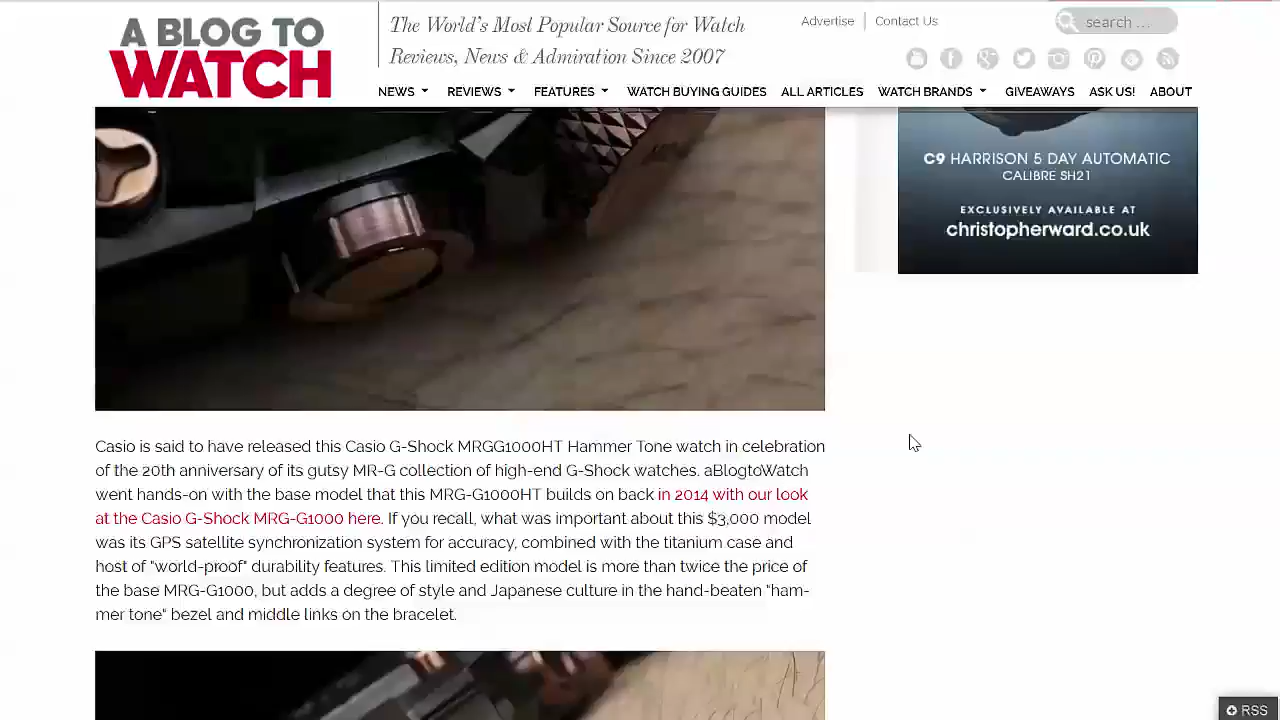 A BLOG TO
WATCH
The World's Most Popular Source for Watch
Reviews, News & Admiration Since 2007
Advertise
Contact Us
search ...
NEWS
REVIEWS
FEATURES
WATCH BUYING GUIDES
ALL ARTICLES
WATCH BRANDS
GIVEAWAYS
ASK US!
ABOUT
C9 HARRISON 5 DAY AUTOMATIC
CALIBRE SH21
EXCLUSIVELY AVAILABLE AT
christopherward.co.uk
Casio is said to have released this Casio G-Shock MRGG1000HT Hammer Tone watch in celebration
of the 20th anniversary of its gutsy MR-G collection of high-end G-Shock watches. aBlogtoWatch
went hands-on with the base model that this MRG-G1000HT builds on back in 2014 with our look
at the Casio G-Shock MRG-G1000 here. If you recall, what was important about this $3,000 model
was its GPS satellite synchronization system for accuracy, combined with the titanium case and
host of "world-proof" durability features. This limited edition model is more than twice the price of
the base MRG-G1000, but adds a degree of style and Japanese culture in the hand-beaten "ham-
mer tone" bezel and middle links on the bracelet.
RSS